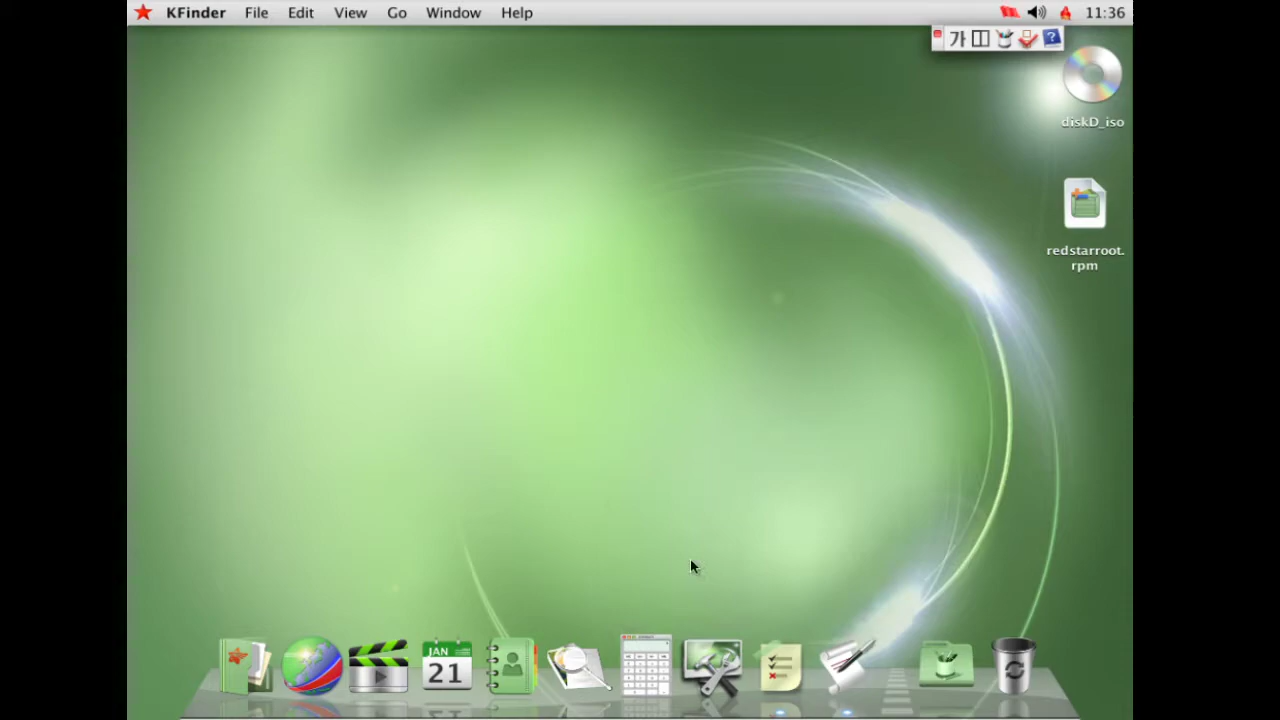 KFinder File Edit View Go Window Help 11:36
가 ?
diskD_iso
redstarroot.
rpm
JAN
21